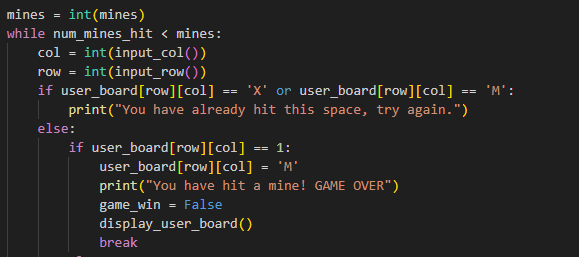 mines = int(mines)
while num_mines_hit < mines:
    col = int(input_col())
    row = int(input_row())
    if user_board[row][col] == 'X' or user_board[row][col] == 'M':
        print("You have already hit this space, try again.")
    else:
        if user_board[row][col] == 1:
            user_board[row][col] = 'M'
            print("You have hit a mine! GAME OVER")
            game_win = False
            display_user_board()
            break